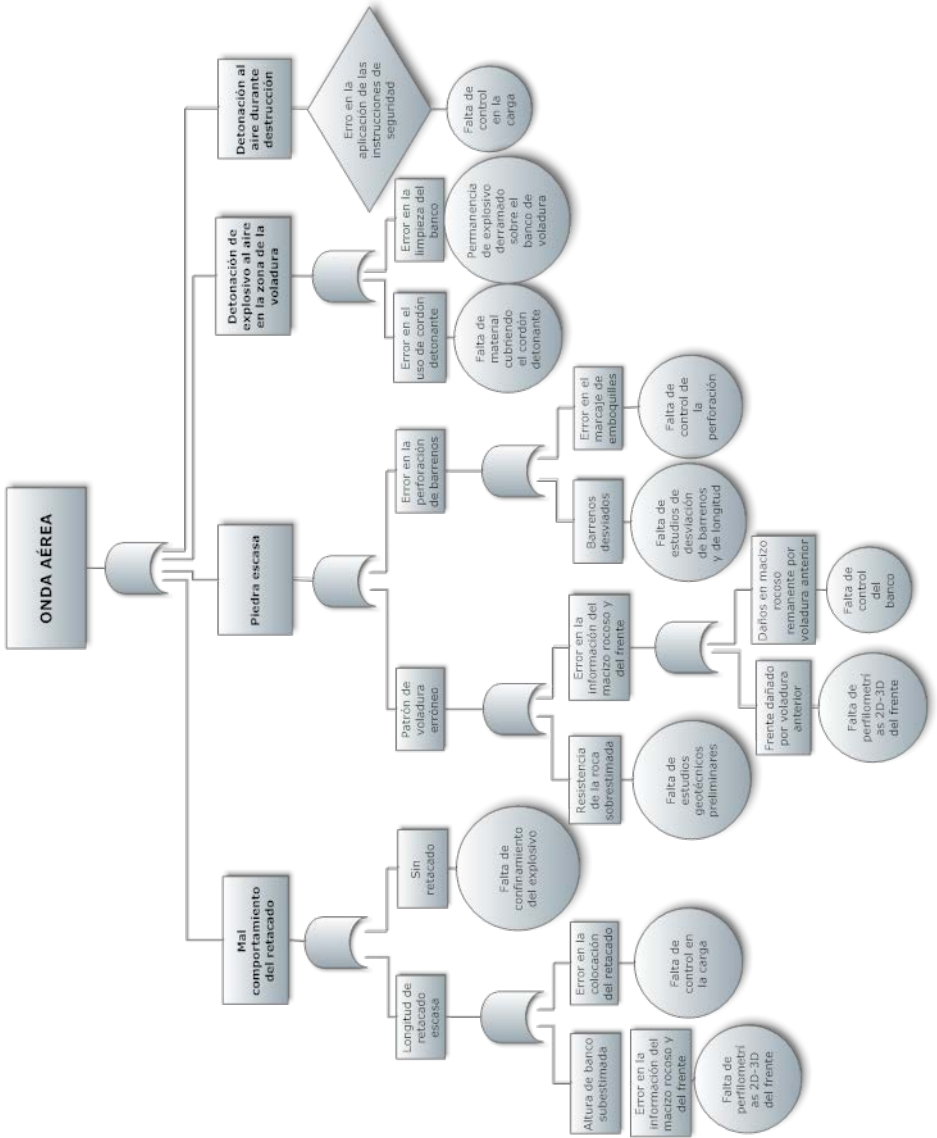 ONDA AÉREA
Mal
comportamiento
del retacado
Piedra escasa
Detonación de
explosivo al aire
en la zona de la
voladura
Detonación al
aire durante
destrucción
Longitud de
retacado
escasa
Sin
retacado
Patrón de
voladura
erróneo
Error en la
perforación
de barrenos
Error en el
uso de cordón
detonante
Error en la
limpieza del
banco
Erro en la
aplicación de las
instrucciones de
seguridad
Falta de
confinamiento
del explosivo
Falta de
material
cubriendo
el cordón
detonante
Permanencia
de explosivo
derramado
sobre el
banco de
voladura
Falta de
control
en la
carga
Altura de banco
subestimada
Error en la
colocación
del retacado
Resistencia
de la roca
sobrestimada
Error en la
información del
macizo rocoso y
del frente
Barrenos
desviados
Error en el
marcaje de
emboquilles
Error en la
información del
macizo rocoso y
del frente
Falta de
control en
la carga
Falta de
estudios
geotécnicos
preliminares
Falta de
estudios de
desviación
de barrenos
y de longitud
Falta de
control de
la
perforación
Falta de
perfilometrí
as 2D-3D
del frente
Frente dañado
por voladura
anterior
Daños en macizo
rocoso
remanente por
voladura anterior
Falta de
perfilometrí
as 2D-3D
del frente
Falta de
control
del
banco